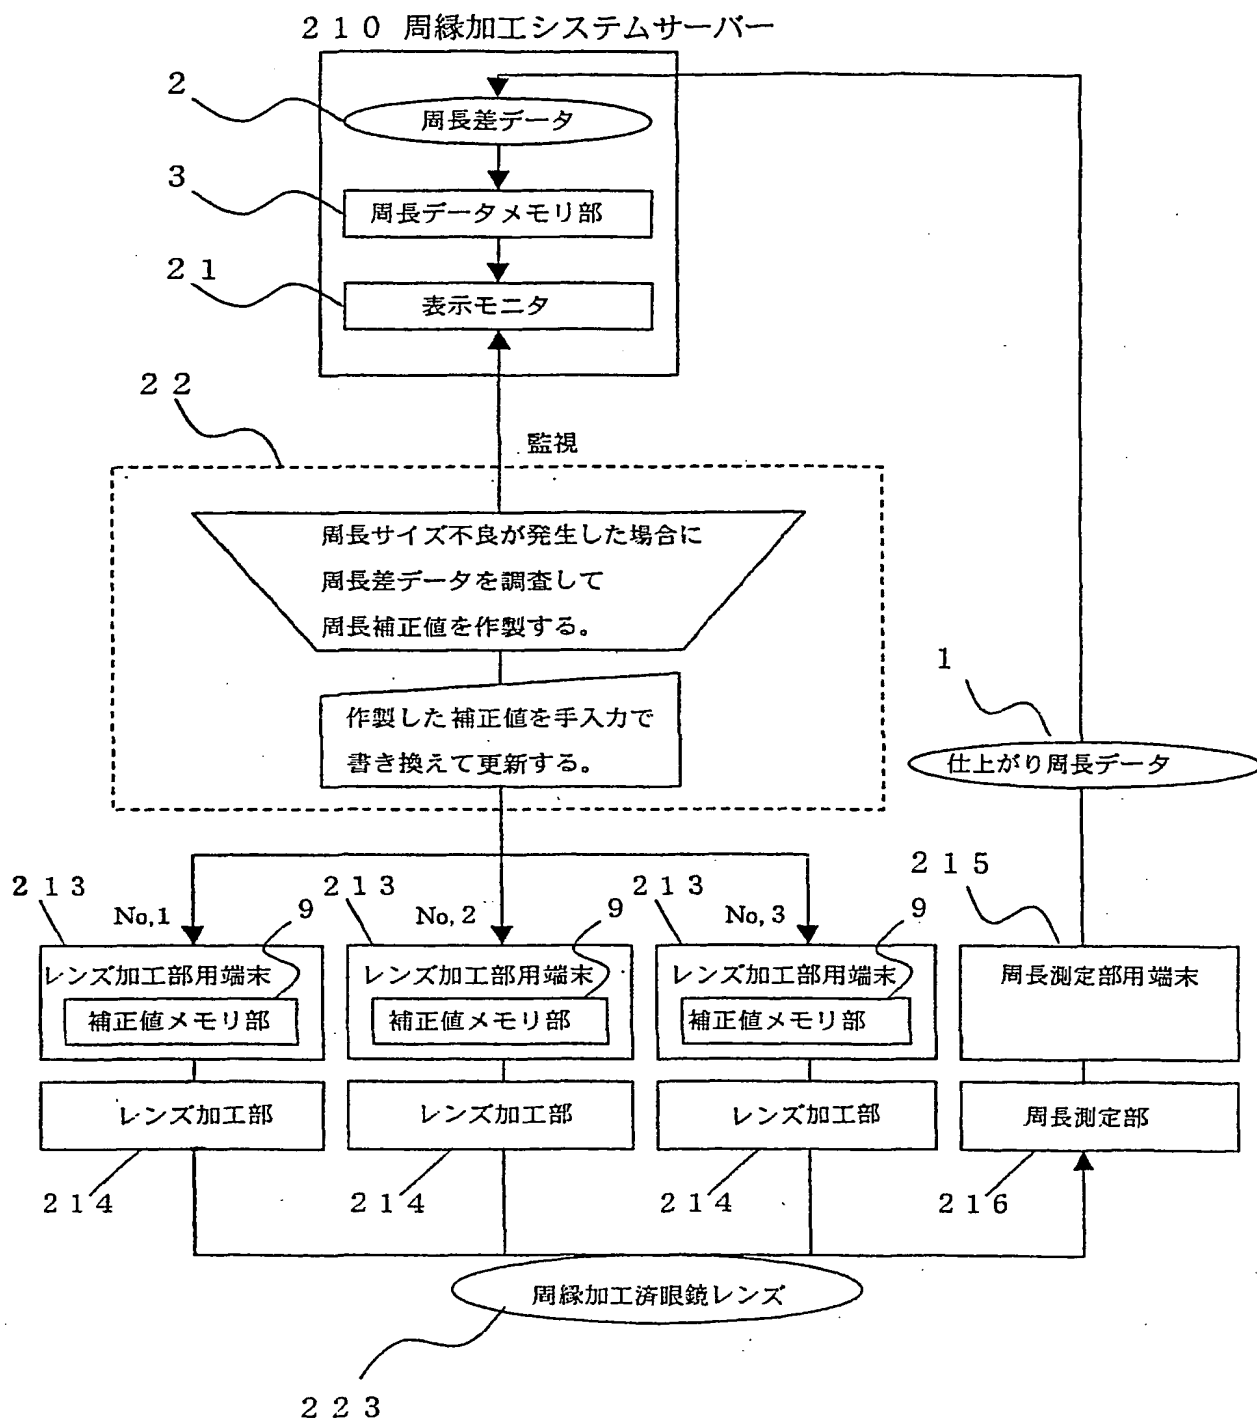 210 周縁加工システムサーバー
2
周長差データ
3
周長データメモリ部
21
表示モニタ
22
監視
周長サイズ不良が発生した場合に
周長差データを調査して
周長補正値を作製する。
1
作製した補正値を手入力で
書き換えて更新する。
仕上がり周長データ
215
213 213 213
No,1 9 No,2 9 No,3 9
レンズ加工部用端末 レンズ加工部用端末 レンズ加工部用端末 周長測定部用端末
補正値メモリ部 補正値メモリ部 補正値メモリ部
レンズ加工部 レンズ加工部 レンズ加工部 周長測定部
214 214 214 216
周縁加工済眼鏡レンズ
223